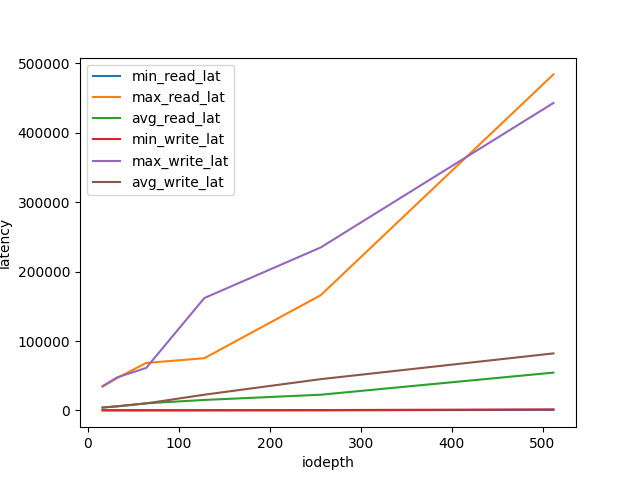 500000
400000
300000
200000
100000
0
latency
min_read_lat
max_read_lat
avg_read_lat
min_write_lat
max_write_lat
avg_write_lat
0 100 200 300 400 500
iodepth